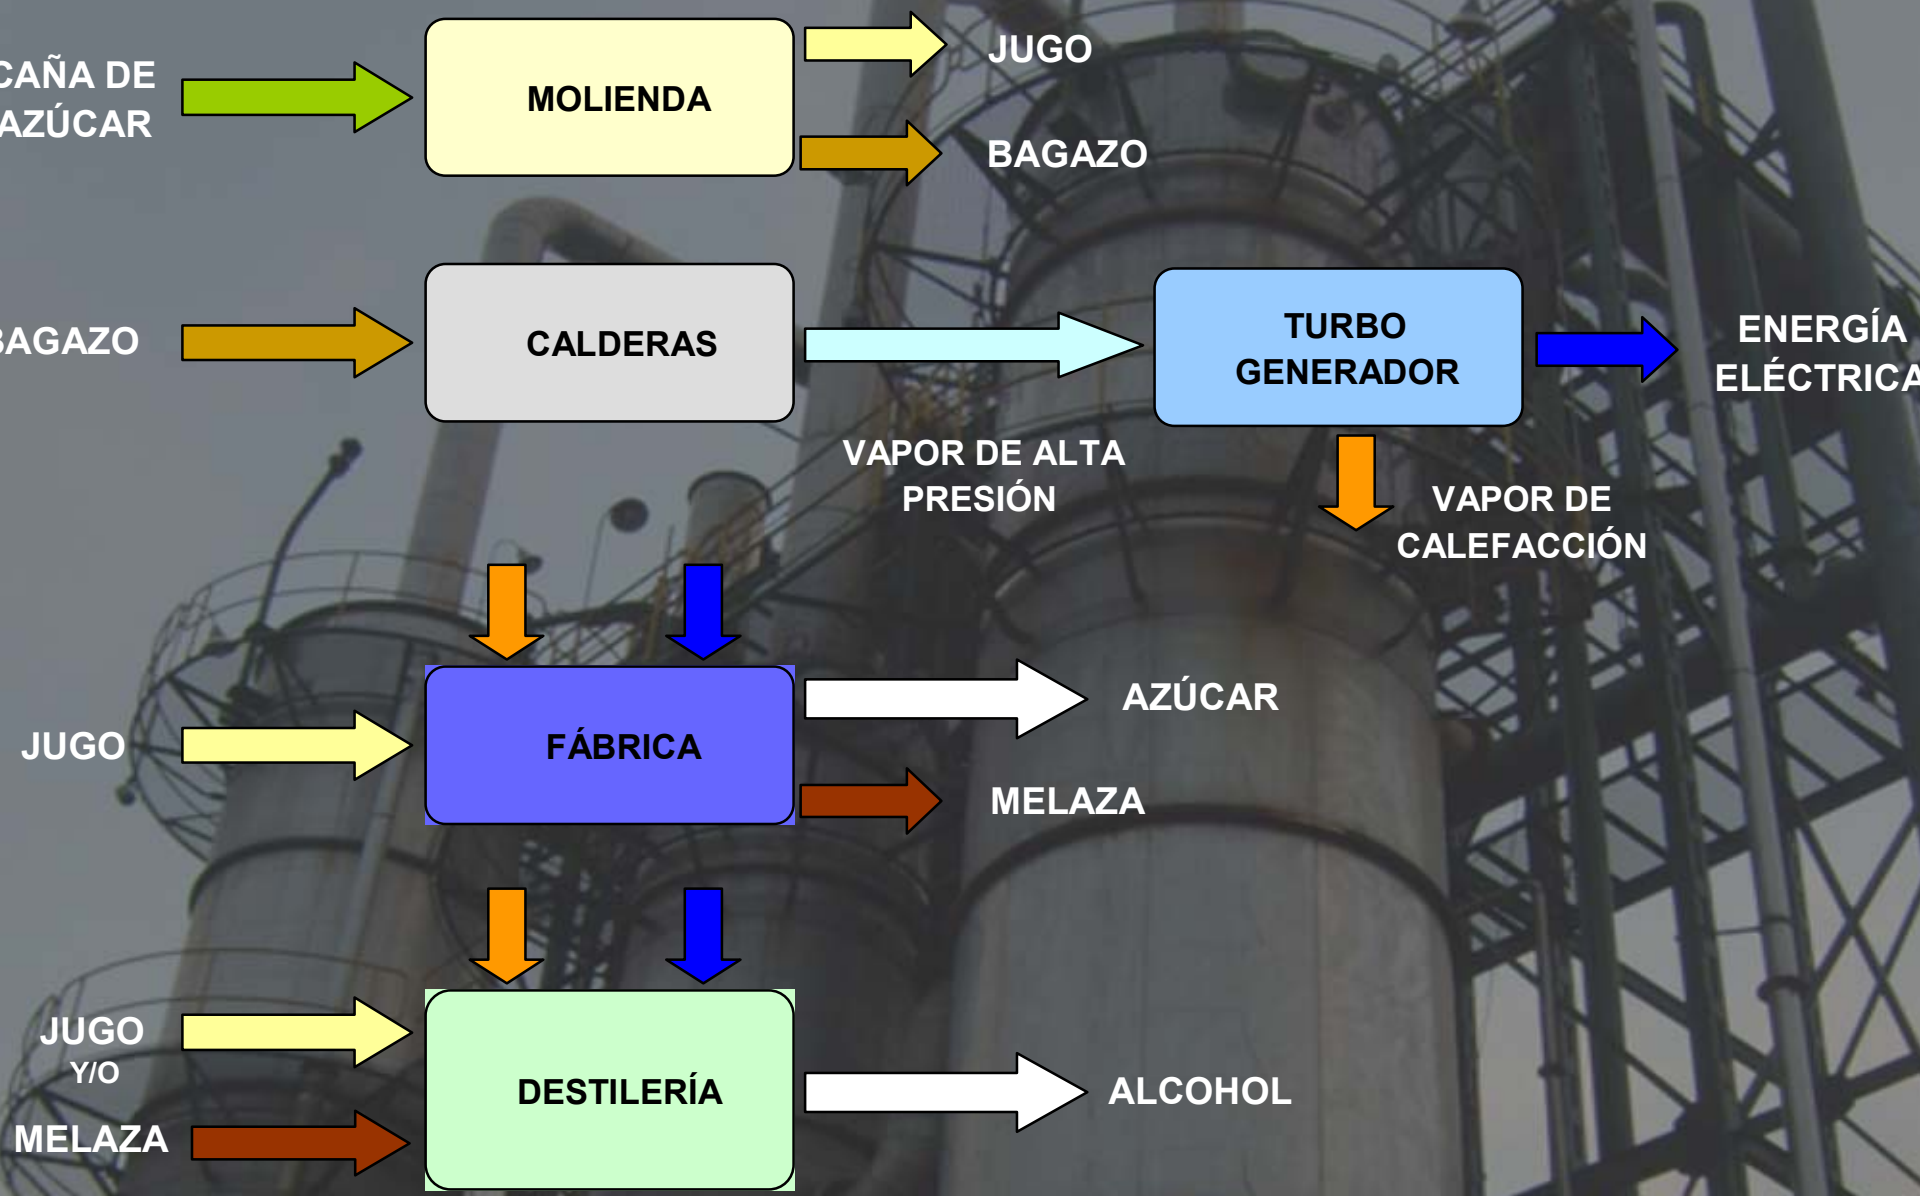 CAÑA DE
AZÚCAR
MOLIENDA
JUGO
BAGAZO
BAGAZO
CALDERAS
TURBO
GENERADOR
ENERGÍA
ELÉCTRICA
VAPOR DE ALTA
PRESIÓN
VAPOR DE
CALEFACCIÓN
JUGO
FÁBRICA
AZÚCAR
MELAZA
JUGO
Y/O
MELAZA
DESTILERÍA
ALCOHOL